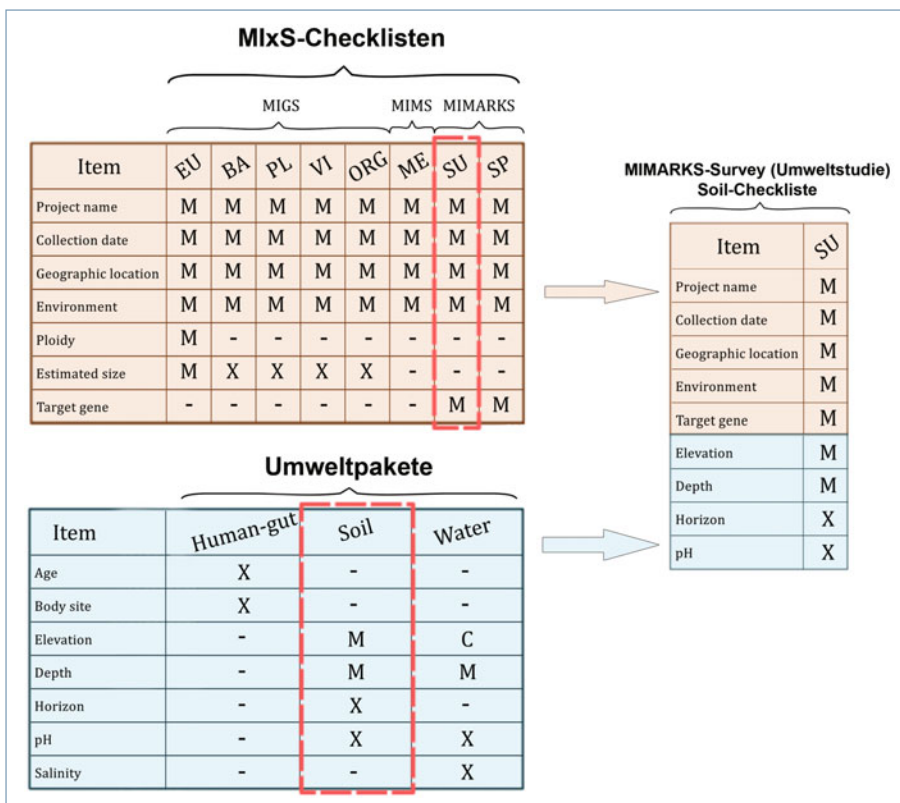 MIxS-Checklisten
MIGS MIMS MIMARKS
Item EU BA PL VI ORG ME SU SP
Project name M M M M M M M M
Collection date M M M M M M M M
Geographic location M M M M M M M M
Environment M M M M M M M M
Ploidy M - - - - - - -
Estimated size M X X X X - - -
Target gene - - - - - - M M
Umweltpakete
Item Human-gut Soil Water
Age X - -
Body site X - -
Elevation - M C
Depth - M M
Horizon - X -
pH - X X
Salinity - - X
MIMARKS-Survey (Umweltstudie)
Soil-Checkliste
Item SU
Project name M
Collection date M
Geographic location M
Environment M
Target gene M
Elevation M
Depth M
Horizon X
pH X